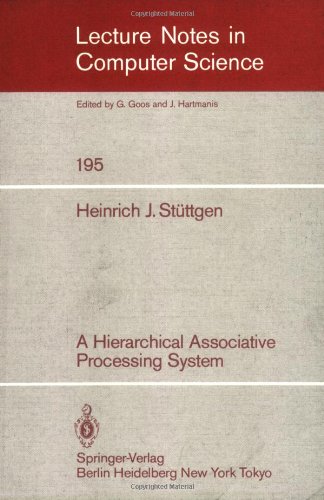 Lecture Notes in
Computer Science
Edited by G. Goos and J. Hartmanis
195
Heinrich J. Stüttgen
A Hierarchical Associative
Processing System
Springer-Verlag
Berlin Heidelberg New York Tokyo